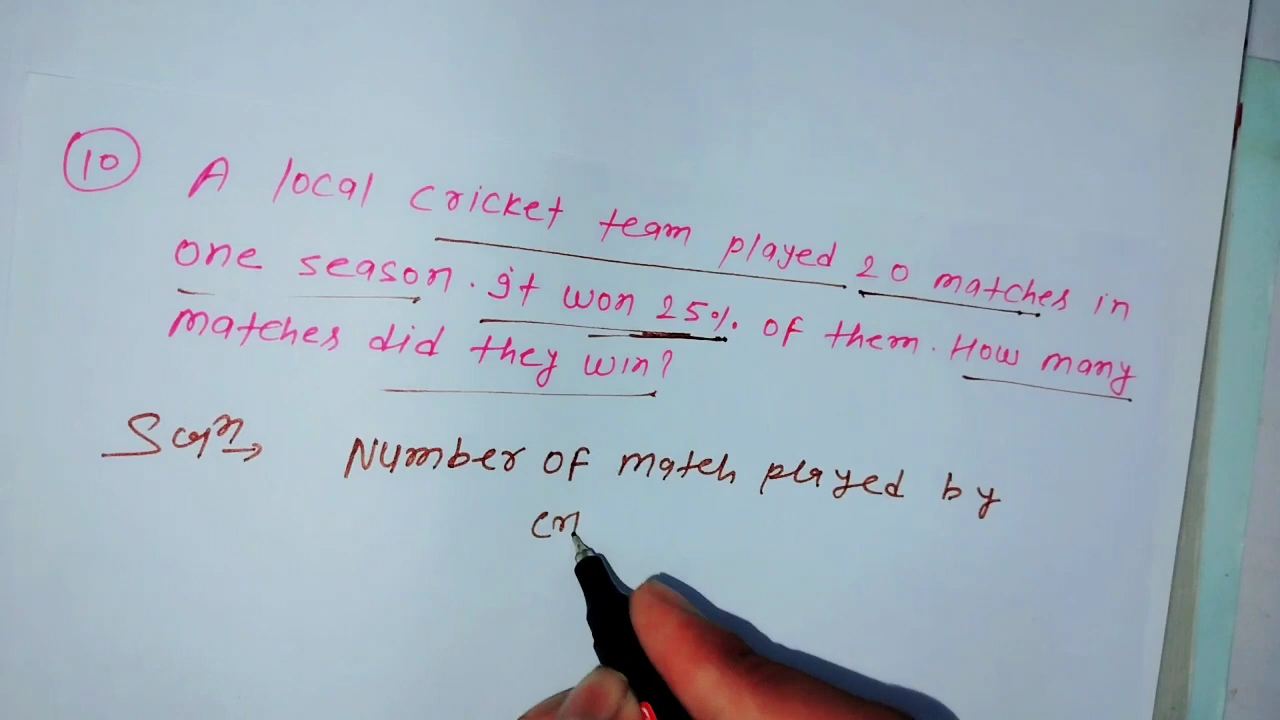 10 A local cricket team played 20 matches in
one season. It won 25% of them. How many
matches did they win?
Soln Number of match played by
cr